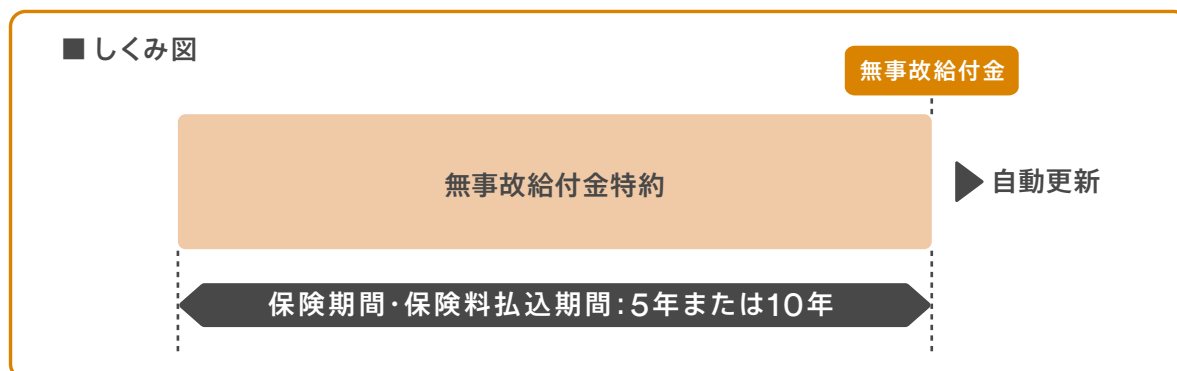 ■ しくみ図
無事故給付金
無事故給付金特約
自動更新
保険期間・保険料払込期間：5年または10年